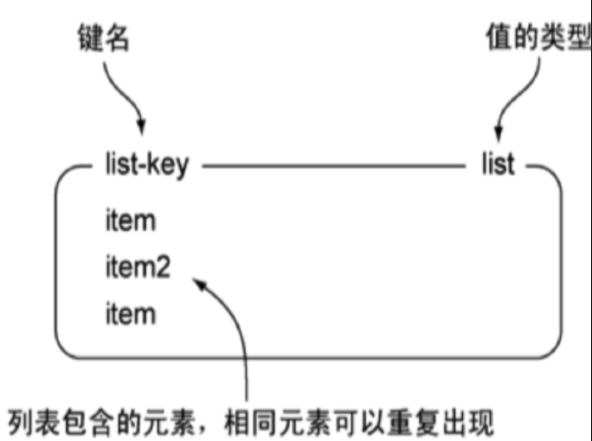 键名 值的类型
list-key list
item
item2
item
列表包含的元素，相同元素可以重复出现